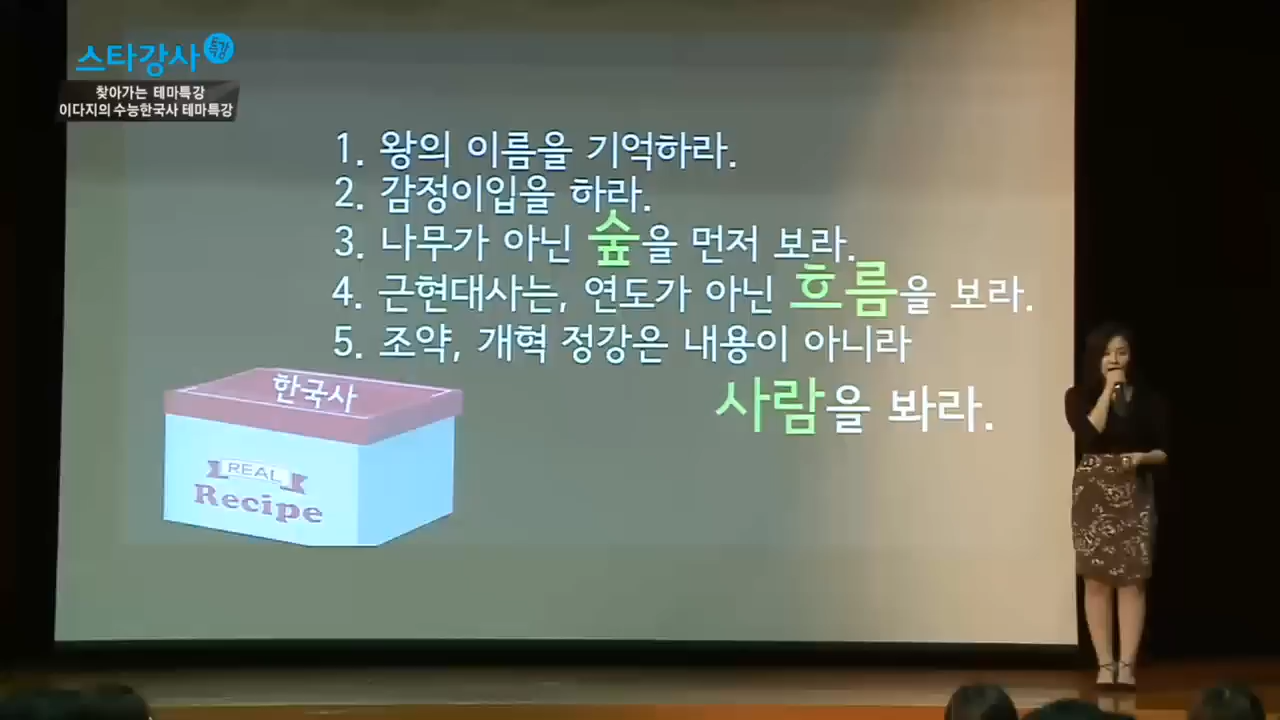 스타강사 특강
찾아가는 테마특강
이다지의 수능한국사 테마특강
1. 왕의 이름을 기억하라.
2. 감정이입을 하라.
3. 나무가 아닌 숲을 먼저 보라.
4. 근현대사는, 연도가 아닌 흐름을 보라.
5. 조약, 개혁 정강은 내용이 아니라
사람을 봐라.
한국사
REAL
Recipe